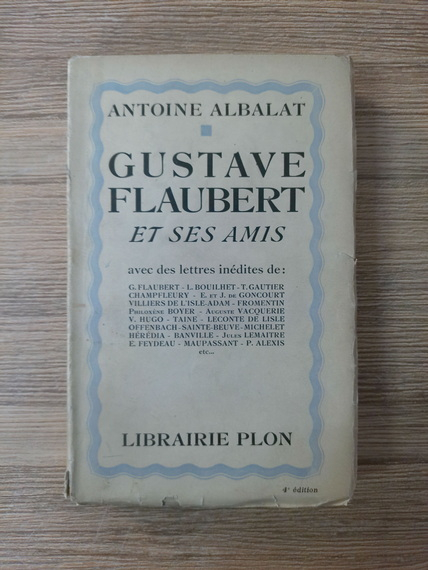 ANTOINE ALBALAT
GUSTAVE
FLAUBERT
ET SES AMIS
avec des lettres inédites de :
G. FLAUBERT - L. BOUILHET - T. GAUTIER
CHAMPFLEURY - E. ET J. DE GONCOURT
VILLIERS DE L'ISLE-ADAM - FROMENTIN
PHILOXÈNE BOYER - AUGUSTE VACQUERIE
V. HUGO - TAINE - LECONTE DE LISLE
OFFENBACH - SAINTE-BEUVE - MICHELET
HÉRÉDIA - BANVILLE - JULES LEMAITRE
E. FEYDEAU - MAUPASSANT - P. ALEXIS
etc...
LIBRAIRIE PLON
4e édition